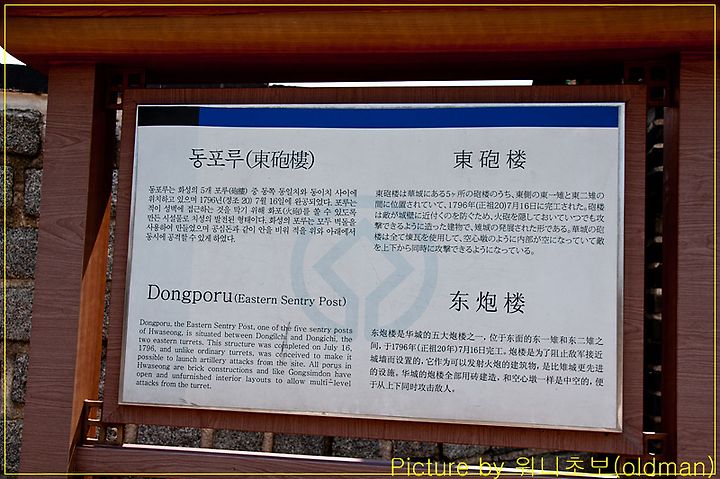 동포루(東砲樓)
동포루는 화성의 5개 포루(砲樓) 중 동쪽 동일치와 동이치 사이에
위치하고 있으며 1796년(정조 20) 7월 16일에 완공되었다. 포루는
적이 성벽에 접근하는 것을 막기 위해 화포(火砲)를 쏠 수 있도록
만든 시설물로 치성의 발전된 형태이다. 화성의 포루는 모두 벽돌을
사용하여 만들었으며 공심돈과 같이 안을 비워 적을 위와 아래에서
동시에 공격할 수 있게 하였다.
東砲楼
東砲楼は華城にある5ヶ所の砲楼のうち、東側の東一雉と東二雉の
間に位置されていて、1796年(正祖20)7月16日に完工された。砲楼
は敵が城壁に近付くのを防ぐため、火砲を隠しておいていつでも攻
撃できるように造った建物で、雉城の発展された形である。華城の砲
楼は全て煉瓦を使用して、空心墩のように内部が空になっていて敵
を上下から同時に攻撃できるようになっている。
Dongporu(Eastern Sentry Post)
Dongporu, the Eastern Sentry Post, one of the five sentry posts
of Hwaseong, is situated between Dongilchi and Dongichi, the
two eastern turrets. This structure was completed on July 16,
1796, and unlike ordinary turrets, was conceived to make it
possible to launch artillery attacks from the site. All porus in
Hwaseong are brick constructions and like Gongsimdon have
open and unfurnished interior layouts to allow multi-level
attacks from the turret.
东炮楼
东炮楼是华城的五大炮楼之一，位于东面的东一雉和东二雉之
间，于1796年(正祖20年)7月16日完工。炮楼是为了阻止敌军接近
城墙而设置的，它作为可以发射火炮的建筑物，是比雉城更先进
的设施。华城的炮楼全部用砖建造，和空心墩一样是中空的，便
于从上下同时攻击敌人。
Picture by 워니초보(oldman)